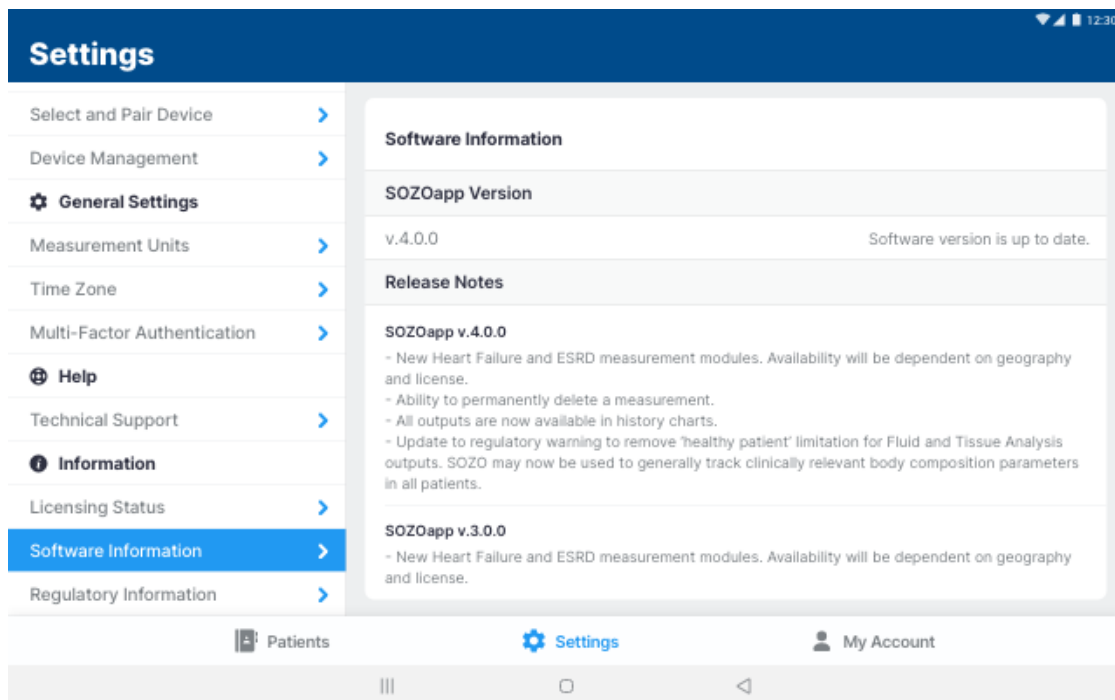 12:30
Settings
Select and Pair Device
Device Management
General Settings
Measurement Units
Time Zone
Multi-Factor Authentication
Help
Technical Support
Information
Licensing Status
Software Information
Regulatory Information
Software Information
SOZOapp Version
v.4.0.0
Software version is up to date.
Release Notes
SOZOapp v.4.0.0
- New Heart Failure and ESRD measurement modules. Availability will be dependent on geography
and license.
- Ability to permanently delete a measurement.
- All outputs are now available in history charts.
- Update to regulatory warning to remove 'healthy patient' limitation for Fluid and Tissue Analysis
outputs. SOZO may now be used to generally track clinically relevant body composition parameters
in all patients.
SOZOapp v.3.0.0
- New Heart Failure and ESRD measurement modules. Availability will be dependent on geography
and license.
Patients
Settings
My Account